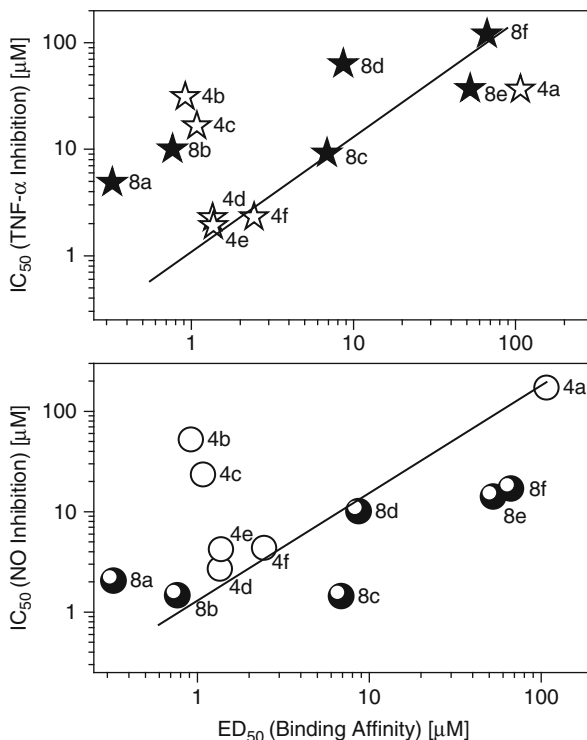 IC50 (TNF-α Inhibition) [μM]
100
10
1
8f
8d
4b
8e
4a
4c
8b
8c
8a
4d
4f
4e
1
10
100
IC50 (NO Inhibition) [μM]
100
10
1
4a
4b
4c
8f
8d
8e
4e
4f
8a
4d
8b
8c
1
10
100
ED50 (Binding Affinity) [μM]